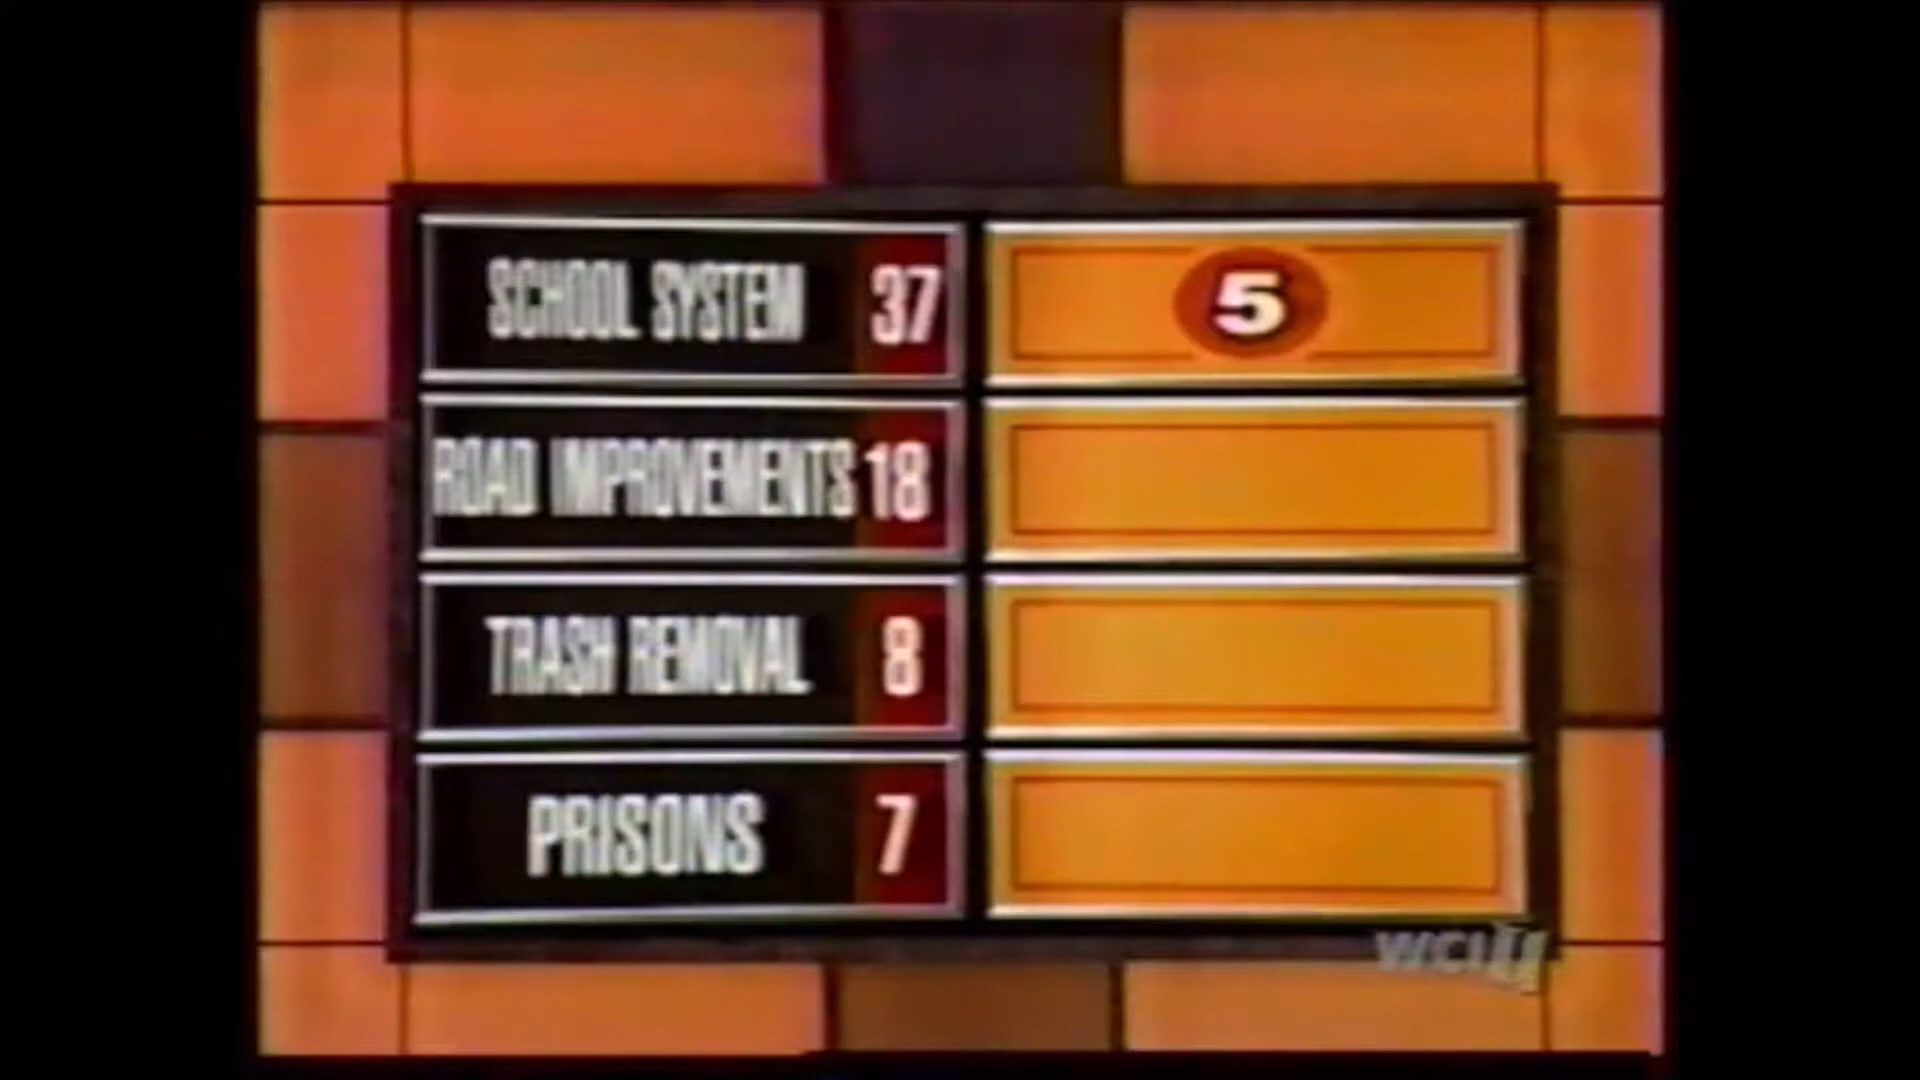 SCHOOL SYSTEM 37
5
ROAD IMPROVEMENTS 18
TRASH REMOVAL 8
PRISONS 7
WCIU